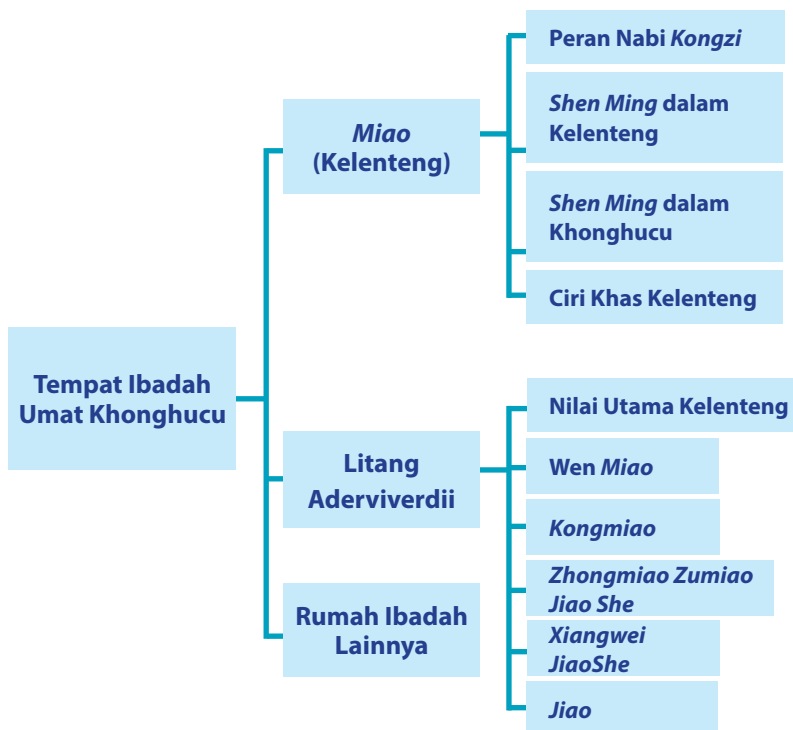 Tempat Ibadah
Umat Khonghucu
Miao
(Kelenteng)
Peran Nabi Kongzi
Shen Ming dalam
Kelenteng
Shen Ming dalam
Khonghucu
Ciri Khas Kelenteng
Litang
Aderviverdii
Nilai Utama Kelenteng
Wen Miao
Kongmiao
Zhongmiao Zumiao
Jiao She
Xiangwei
JiaoShe
Jiao
Rumah Ibadah
Lainnya